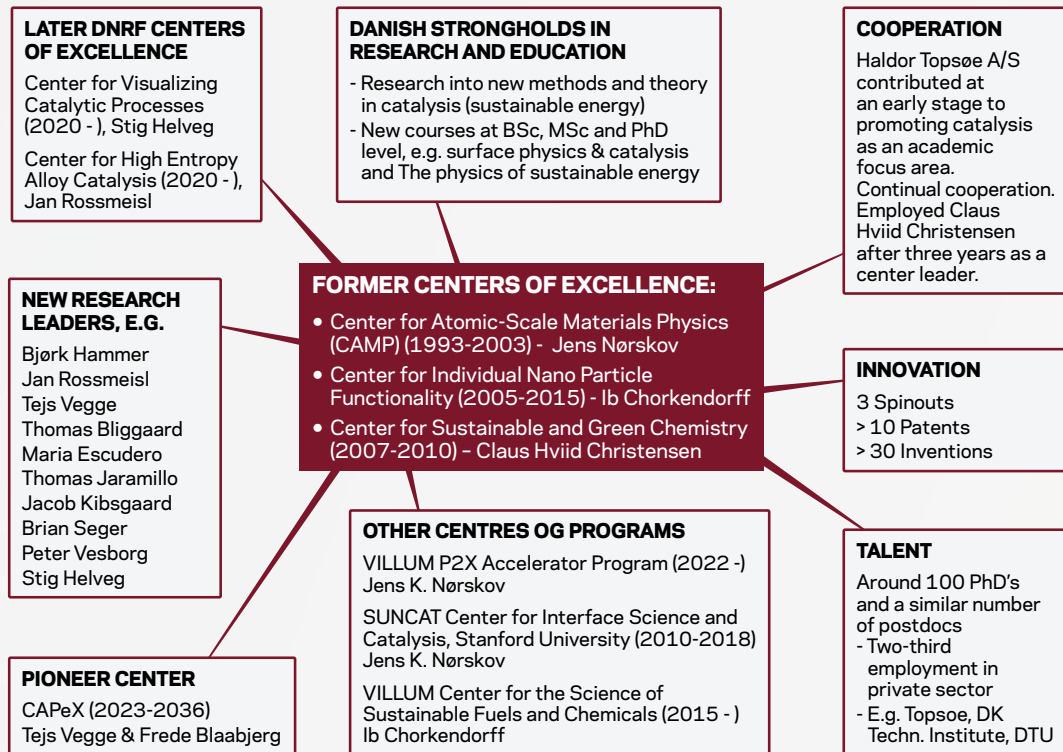 LATER DNRF CENTERS
OF EXCELLENCE
Center for Visualizing
Catalytic Processes
(2020 - ), Stig Helveg
Center for High Entropy
Alloy Catalysis (2020 - ),
Jan Rossmeisl
DANISH STRONGHOLDS IN
RESEARCH AND EDUCATION
- Research into new methods and theory
in catalysis (sustainable energy)
- New courses at BSc, MSc and PhD
level, e.g. surface physics & catalysis
and The physics of sustainable energy
COOPERATION
Haldor Topsøe A/S
contributed at
an early stage to
promoting catalysis
as an academic
focus area.
Continual cooperation.
Employed Claus
Hviid Christensen
after three years as a
center leader.
NEW RESEARCH
LEADERS, E.G.
Bjørk Hammer
Jan Rossmeisl
Tejs Vegge
Thomas Bliggaard
Maria Escudero
Thomas Jaramillo
Jacob Kibsgaard
Brian Seger
Peter Vesborg
Stig Helveg
FORMER CENTERS OF EXCELLENCE:
• Center for Atomic-Scale Materials Physics
(CAMP) (1993-2003) - Jens Nørskov
• Center for Individual Nano Particle
Functionality (2005-2015) - Ib Chorkendorff
• Center for Sustainable and Green Chemistry
(2007-2010) – Claus Hviid Christensen
INNOVATION
3 Spinouts
> 10 Patents
> 30 Inventions
PIONEER CENTER
CAPeX (2023-2036)
Tejs Vegge & Frede Blaabjerg
OTHER CENTRES OG PROGRAMS
VILLUM P2X Accelerator Program (2022 -)
Jens K. Nørskov
SUNCAT Center for Interface Science and
Catalysis, Stanford University (2010-2018)
Jens K. Nørskov
VILLUM Center for the Science of
Sustainable Fuels and Chemicals (2015 - )
Ib Chorkendorff
TALENT
Around 100 PhD's
and a similar number
of postdocs
- Two-third
employment in
private sector
- E.g. Topsoe, DK
Techn. Institute, DTU